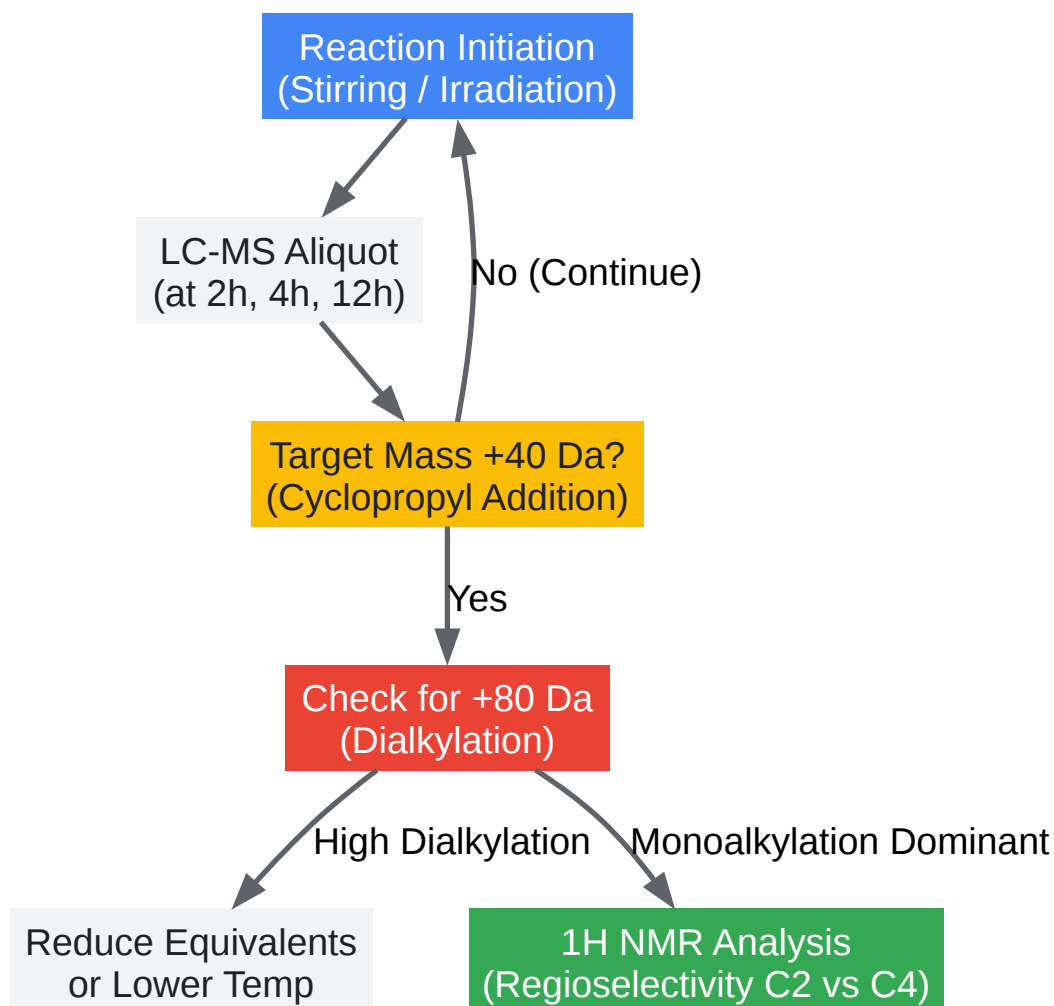 Reaction Initiation
(Stirring / Irradiation)
LC-MS Aliquot
(at 2h, 4h, 12h)
No (Continue)
Target Mass +40 Da?
(Cyclopropyl Addition)
Yes
Check for +80 Da
(Dialkylation)
High Dialkylation
Monoalkylation Dominant
Reduce Equivalents
or Lower Temp
1H NMR Analysis
(Regioselectivity C2 vs C4)